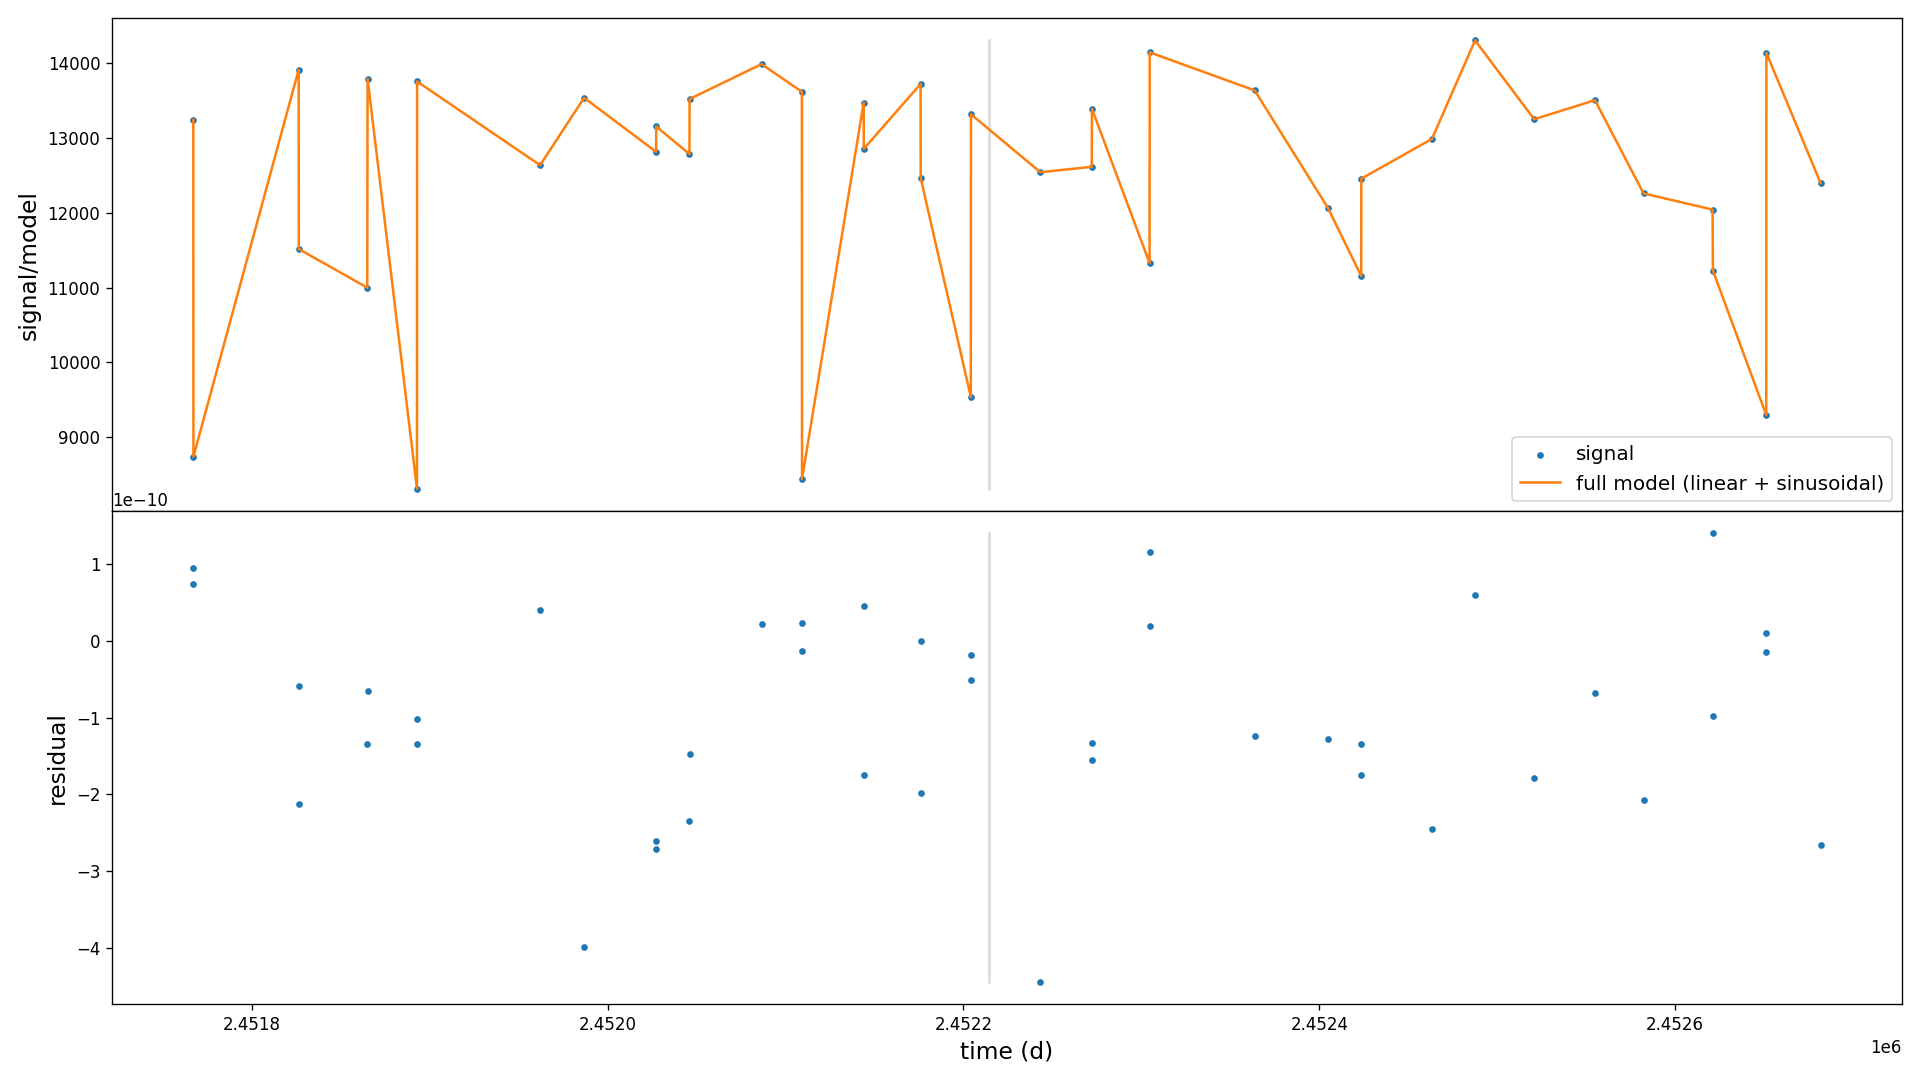 14000
13000
12000
11000
10000
9000
signal/model
signal
full model (linear + sinusoidal)
1e−10
1
0
−1
−2
−3
−4
residual
2.4518
2.4520
2.4522
2.4524
2.4526
1e6
time (d)